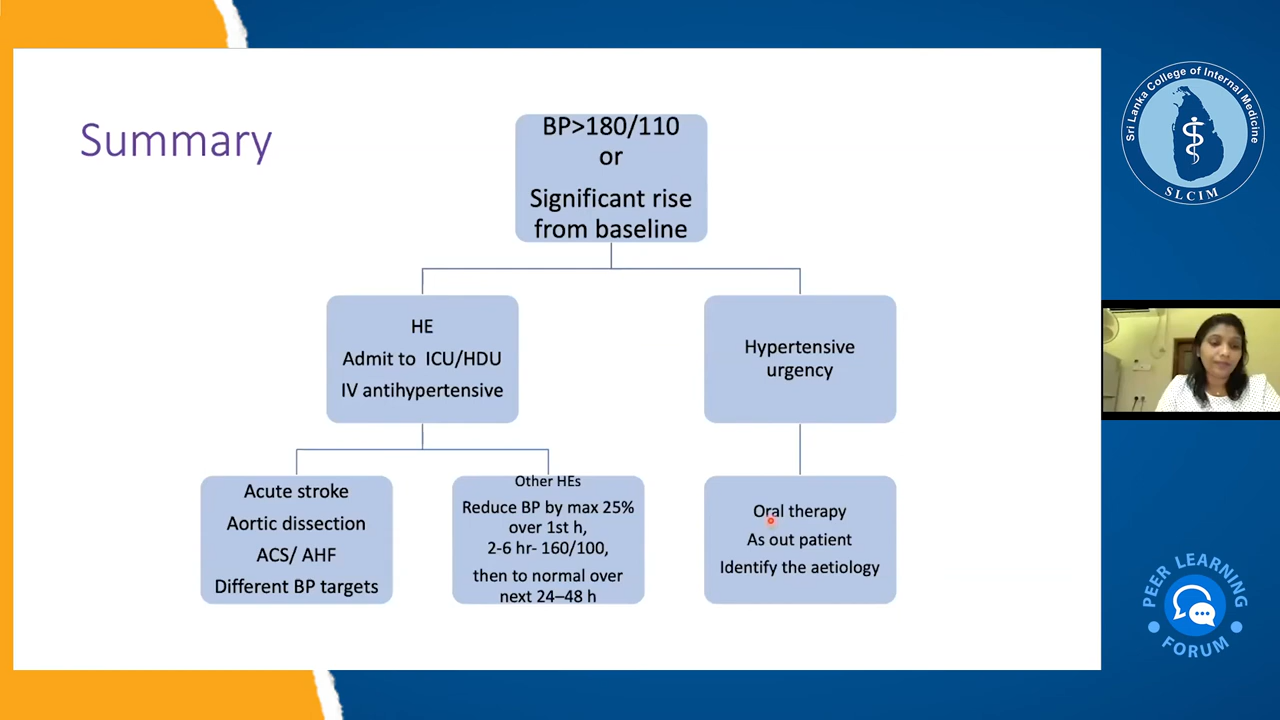 Summary
BP>180/110
or
Significant rise
from baseline
HE
Admit to ICU/HDU
IV antihypertensive
Hypertensive
urgency
Acute stroke
Aortic dissection
ACS/ AHF
Different BP targets
Other HEs
Reduce BP by max 25%
over 1st h,
2-6 hr- 160/100,
then to normal over
next 24–48 h
Oral therapy
As out patient
Identify the aetiology
Sri Lanka College of Internal Medicine
SLCIM
PEER LEARNING
FORUM